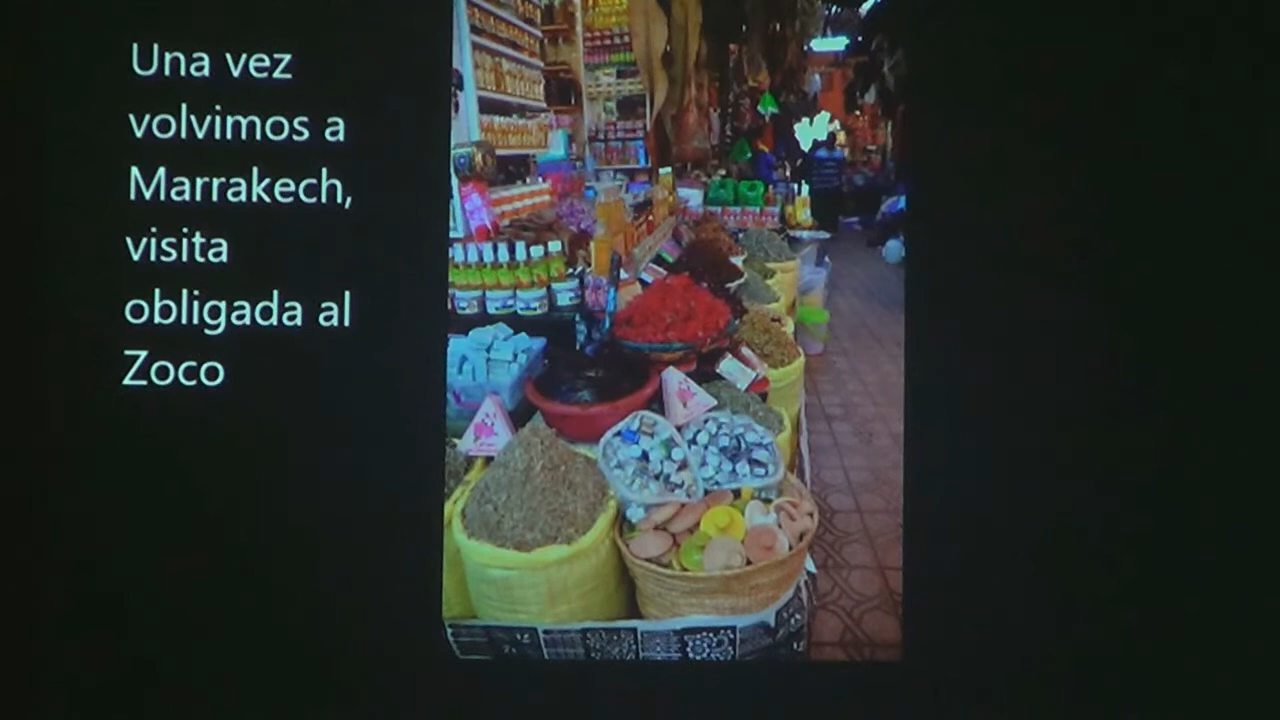 Una vez
volvimos a
Marrakech,
visita
obligada al
Zoco